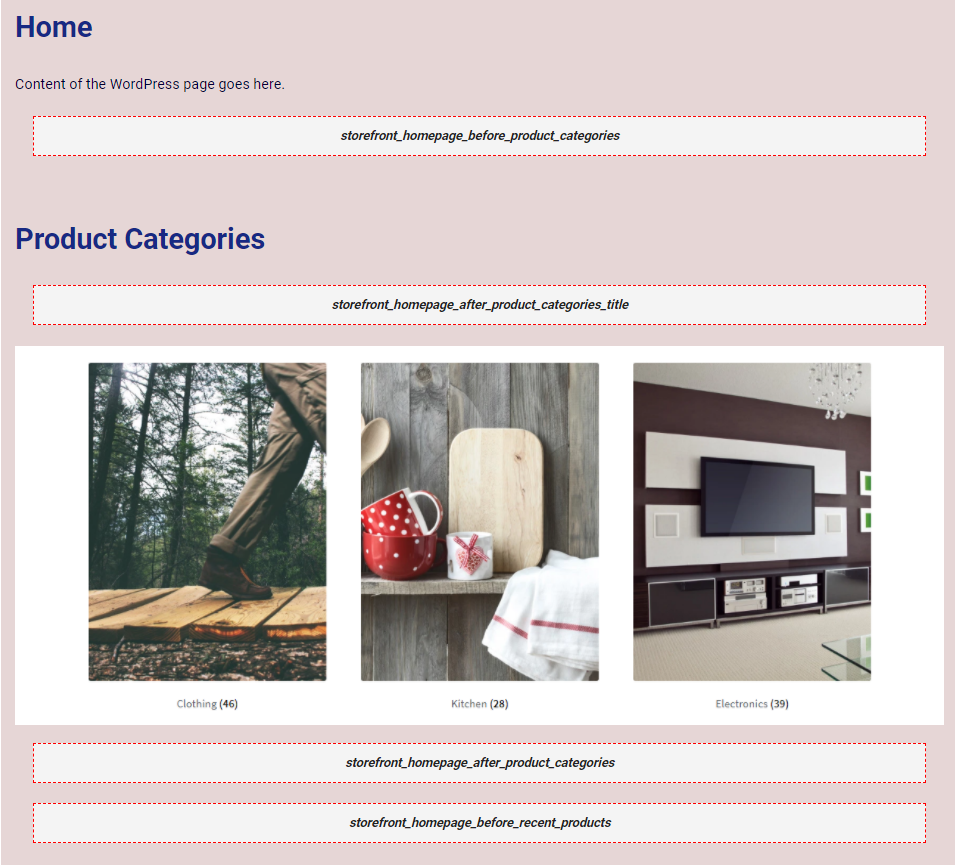 Home
Content of the WordPress page goes here.
storefront_homepage_before_product_categories
Product Categories
storefront_homepage_after_product_categories_title
Clothing (46)
Kitchen (28)
Electronics (39)
storefront_homepage_after_product_categories
storefront_homepage_before_recent_products